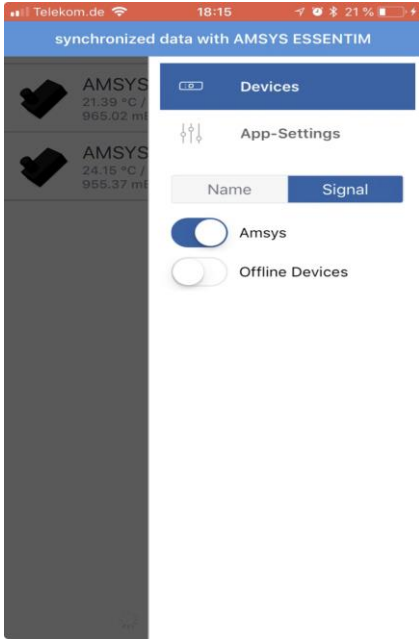 Telekom.de 18:15 21 %
synchronized data with AMSYS ESSENTIM
AMSYS
21.39 °C /
965.02
AMSYS
24.15 °C /
955.37
Devices
App-Settings
Name Signal
Amsys
Offline Devices